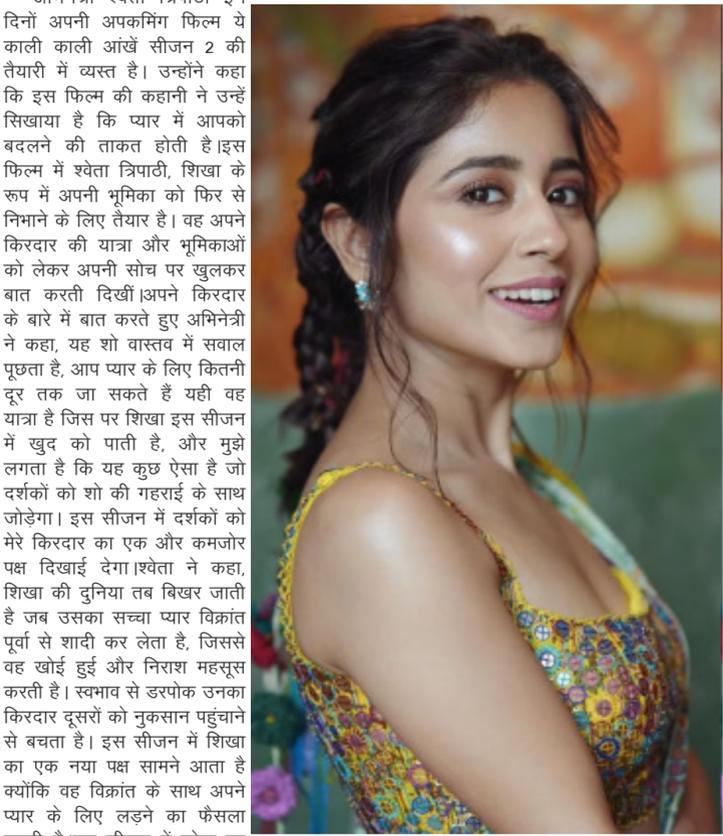 दिनों अपनी अपकमिंग फिल्म ये
काली काली आंखें सीजन 2 की
तैयारी में व्यस्त है। उन्होंने कहा
कि इस फिल्म की कहानी ने उन्हें
सिखाया है कि प्यार में आपको
बदलने की ताकत होती है।इस
फिल्म में श्वेता त्रिपाठी, शिखा के
रूप में अपनी भूमिका को फिर से
निभाने के लिए तैयार है। वह अपने
किरदार की यात्रा और भूमिकाओं
को लेकर अपनी सोच पर खुलकर
बात करती दिखीं।अपने किरदार
के बारे में बात करते हुए अभिनेत्री
ने कहा, यह शो वास्तव में सवाल
पूछता है, आप प्यार के लिए कितनी
दूर तक जा सकते हैं यही वह
यात्रा है जिस पर शिखा इस सीजन
में खुद को पाती है, और मुझे
लगता है कि यह कुछ ऐसा है जो
दर्शकों को शो की गहराई के साथ
जोड़ेगा। इस सीजन में दर्शकों को
मेरे किरदार का एक और कमजोर
पक्ष दिखाई देगा।श्वेता ने कहा,
शिखा की दुनिया तब बिखर जाती
है जब उसका सच्चा प्यार विक्रांत
पूर्वा से शादी कर लेता है, जिससे
वह खोई हुई और निराश महसूस
करती है। स्वभाव से डरपोक उनका
किरदार दूसरों को नुकसान पहुंचाने
से बचता है। इस सीजन में शिखा
का एक नया पक्ष सामने आता है
क्योंकि वह विक्रांत के साथ अपने
प्यार के लिए लड़ने का फैसला